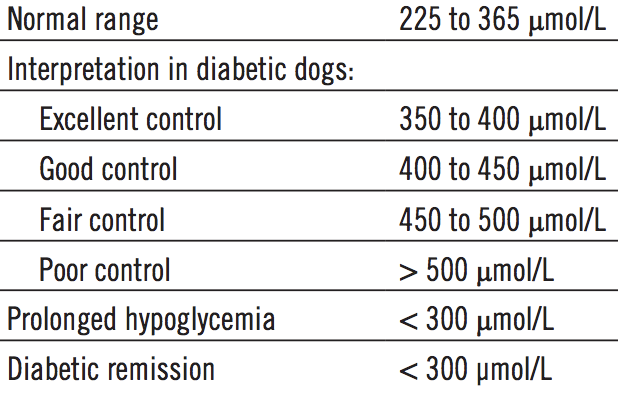 Normal range 225 to 365 μmol/L
Interpretation in diabetic dogs:
Excellent control 350 to 400 μmol/L
Good control 400 to 450 μmol/L
Fair control 450 to 500 μmol/L
Poor control > 500 μmol/L
Prolonged hypoglycemia < 300 μmol/L
Diabetic remission < 300 µmol/L